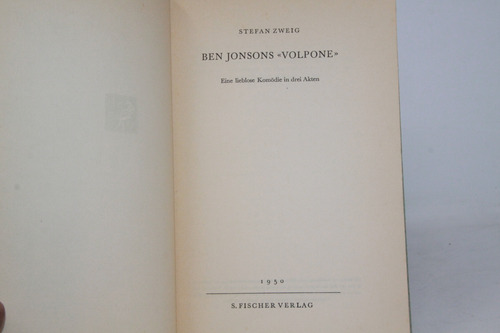 STEFAN ZWEIG
BEN JONSONS «VOLPONE»
Eine lieblose Komödie in drei Akten
1950
S. FISCHER VERLAG